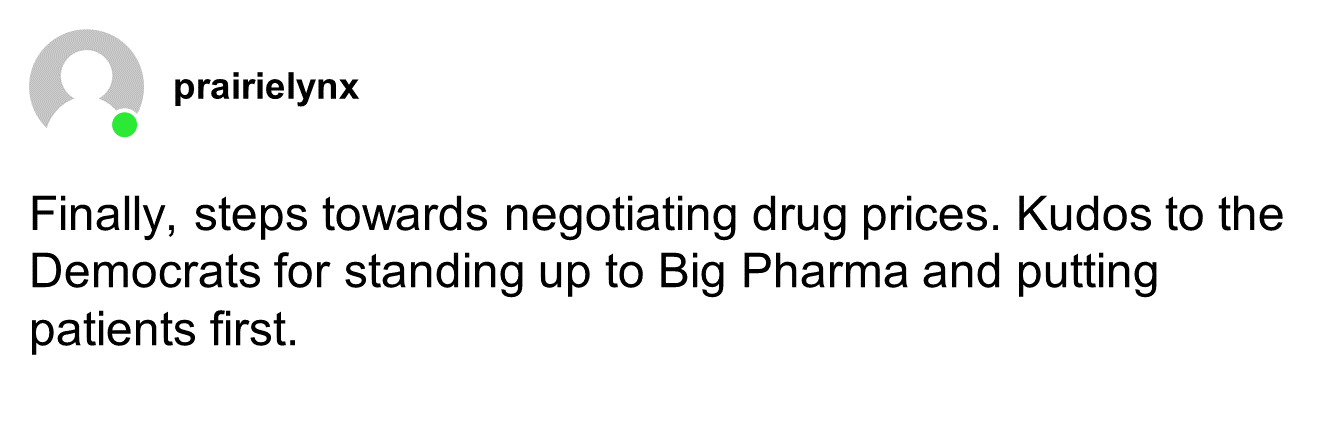 prairielynx
Finally, steps towards negotiating drug prices. Kudos to the
Democrats for standing up to Big Pharma and putting
patients first.